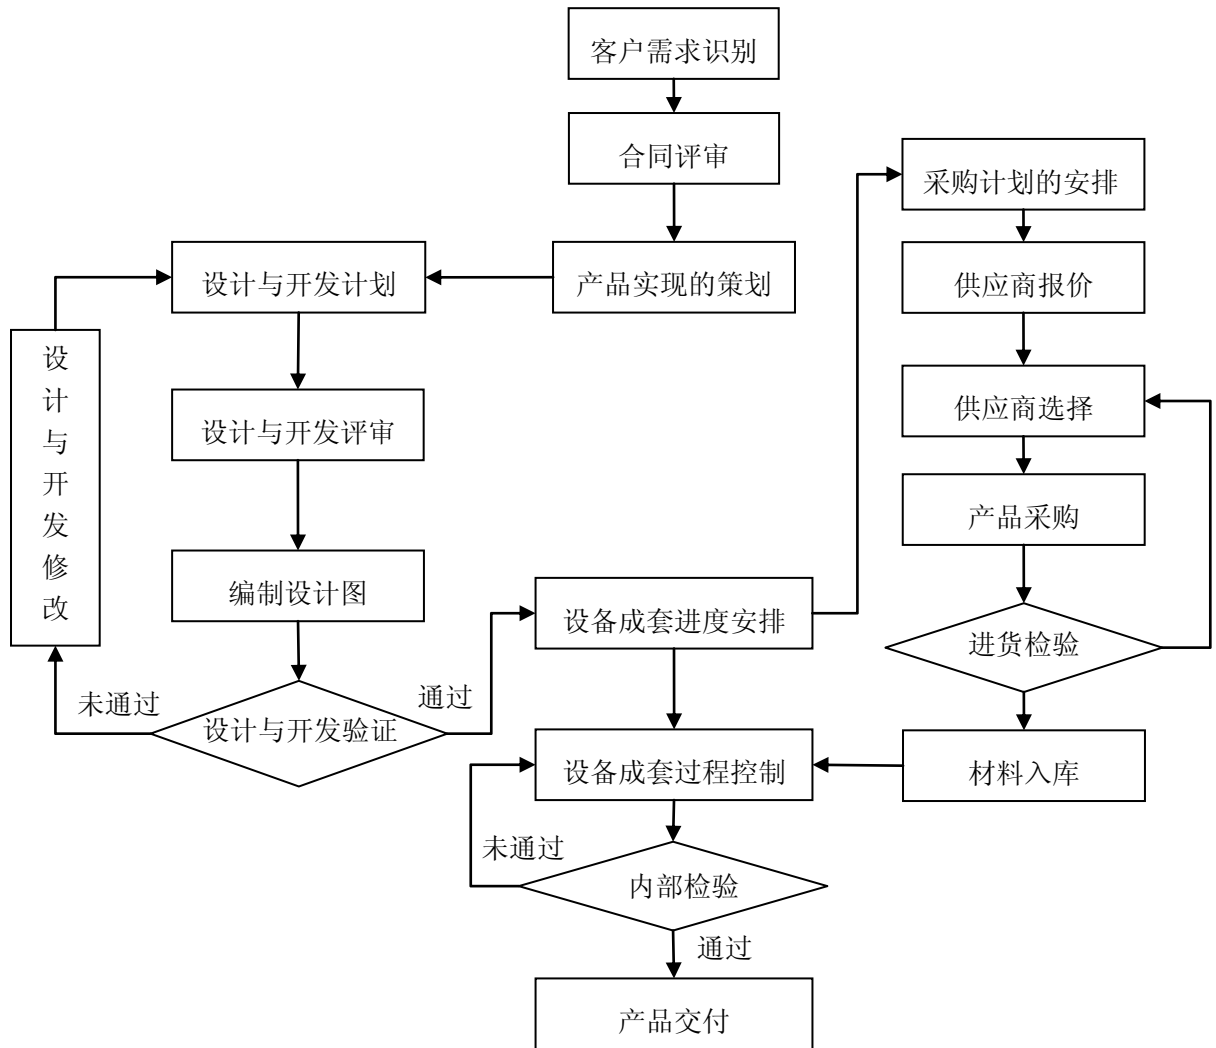 客户需求识别
合同评审
采购计划的安排
设计与开发计划
产品实现的策划
供应商报价
设计与开发修改
设计与开发评审
供应商选择
产品采购
编制设计图
设备成套进度安排
进货检验
未通过
设计与开发验证
通过
设备成套过程控制
材料入库
未通过
内部检验
通过
产品交付